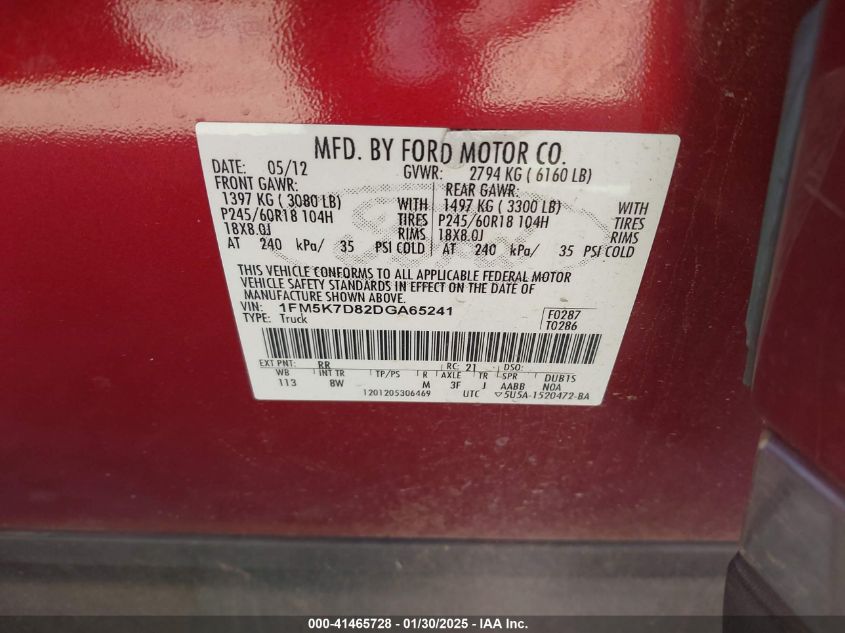 MFD. BY FORD MOTOR CO.
DATE: 05/12 GVWR: 2794 KG ( 6160 LB)
FRONT GAWR: REAR GAWR:
1397 KG ( 3080 LB) WITH 1497 KG ( 3300 LB) WITH
P245/60R18 104H TIRES P245/60R18 104H TIRES
18X8.0J RIMS 18X8.0J RIMS
AT 240 kPa/ 35 PSI COLD AT 240 kPa/ 35 PSI COLD
THIS VEHICLE CONFORMS TO ALL APPLICABLE FEDERAL MOTOR
VEHICLE SAFETY STANDARDS IN EFFECT ON THE DATE OF
MANUFACTURE SHOWN ABOVE.
VIN: 1FM5K7D82DGA65241 F0287
TYPE: Truck T0286
EXT PNT: RR RC: 21 DSO:
WB INT TR TP/PS R AXLE TR SPR DUBTS
113 8W M 3F J AABB NOA
1201205306469 UTC ▽5U5A-1520472-BA
000-41465728 - 01/30/2025 - IAA Inc.